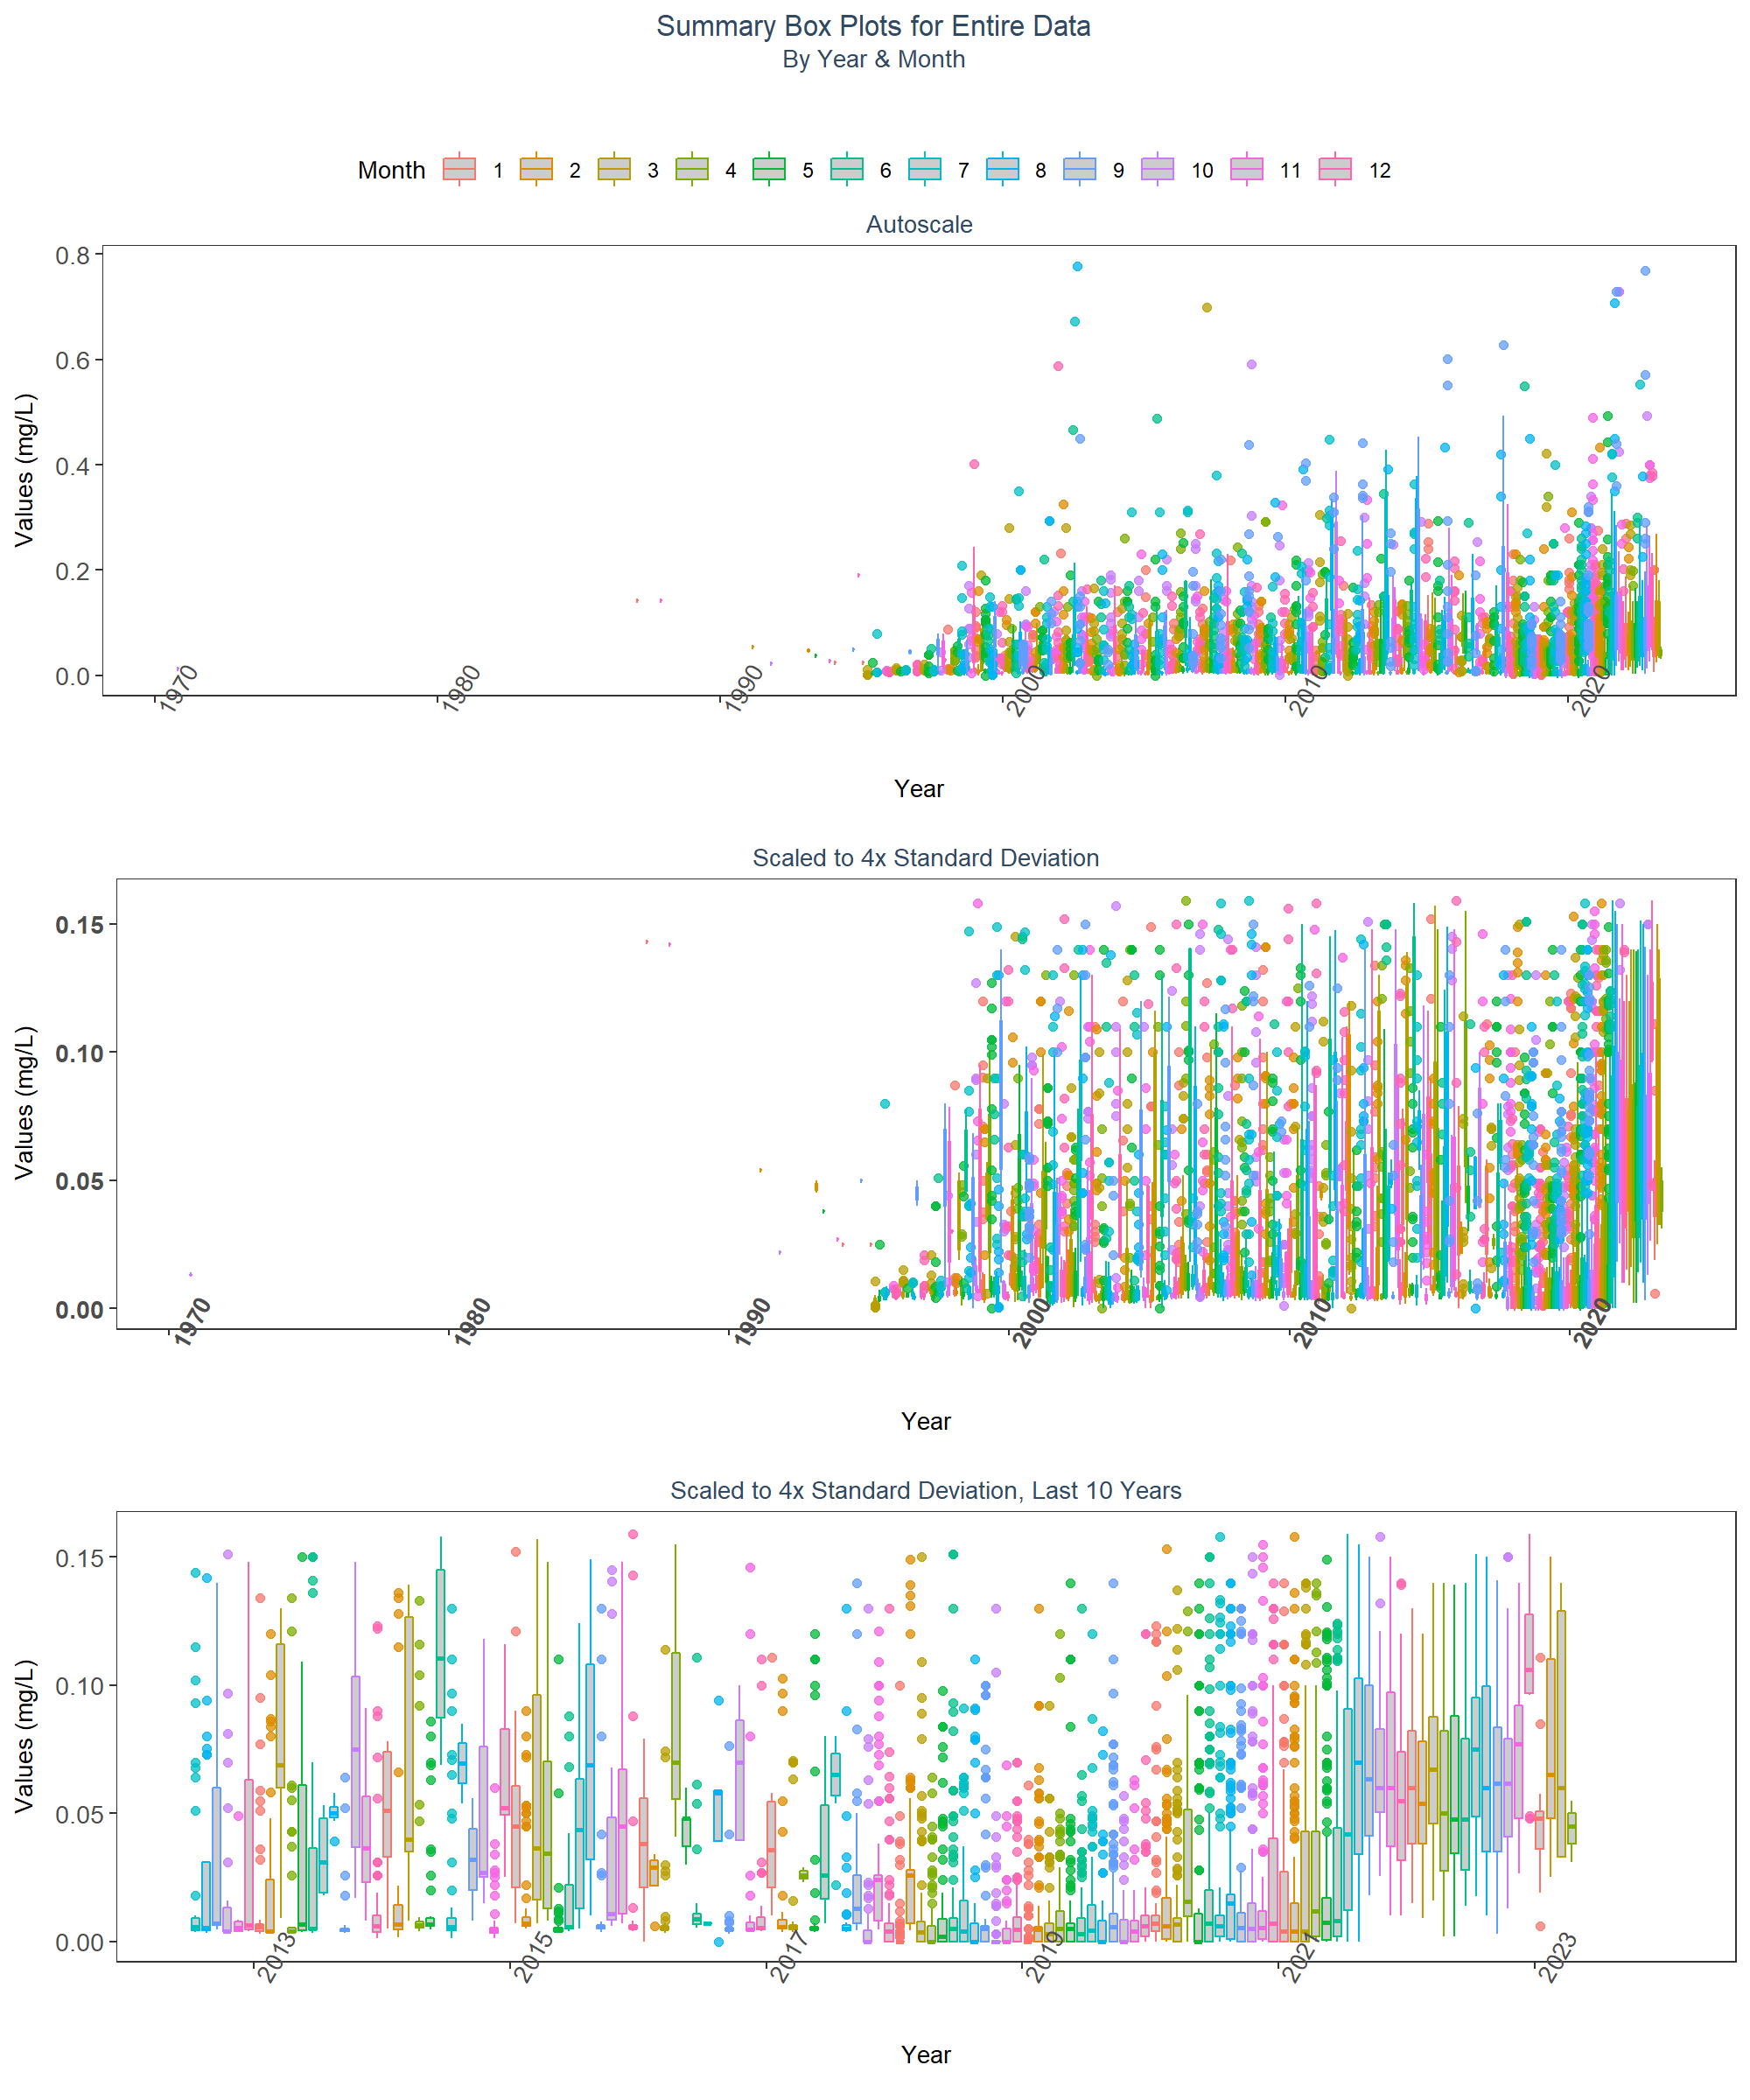 Summary Box Plots for Entire Data
By Year & Month
Month 1 2 3 4 5 6 7 8 9 10 11 12
Autoscale
Values (mg/L)
0.8
0.6
0.4
0.2
0.0
1970 1980 1990 2000 2010 2020
Year
Scaled to 4x Standard Deviation
Values (mg/L)
0.15
0.10
0.05
0.00
1970 1980 1990 2000 2010 2020
Year
Scaled to 4x Standard Deviation, Last 10 Years
Values (mg/L)
0.15
0.10
0.05
0.00
2013 2015 2017 2019 2021 2023
Year